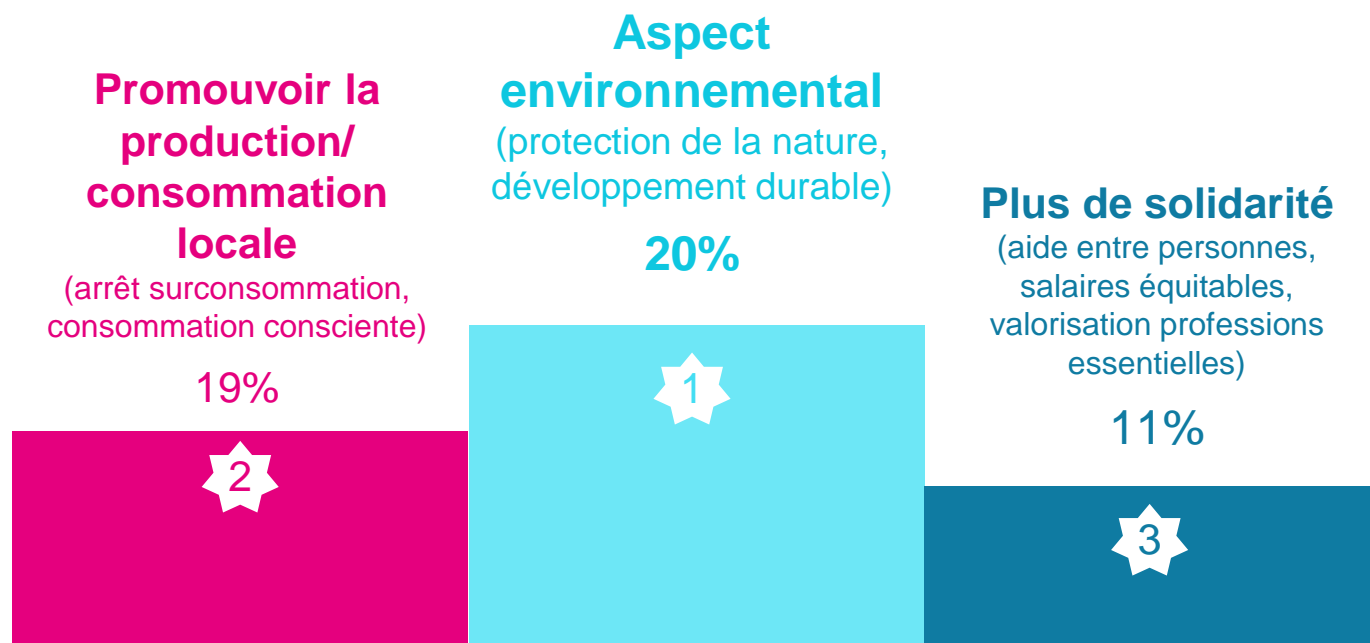 Promouvoir la
production/
consommation
locale
(arrêt surconsommation,
consommation consciente)
19%
2
Aspect
environnemental
(protection de la nature,
développement durable)
20%
1
Plus de solidarité
(aide entre personnes,
salaires équitables,
valorisation professions
essentielles)
11%
3